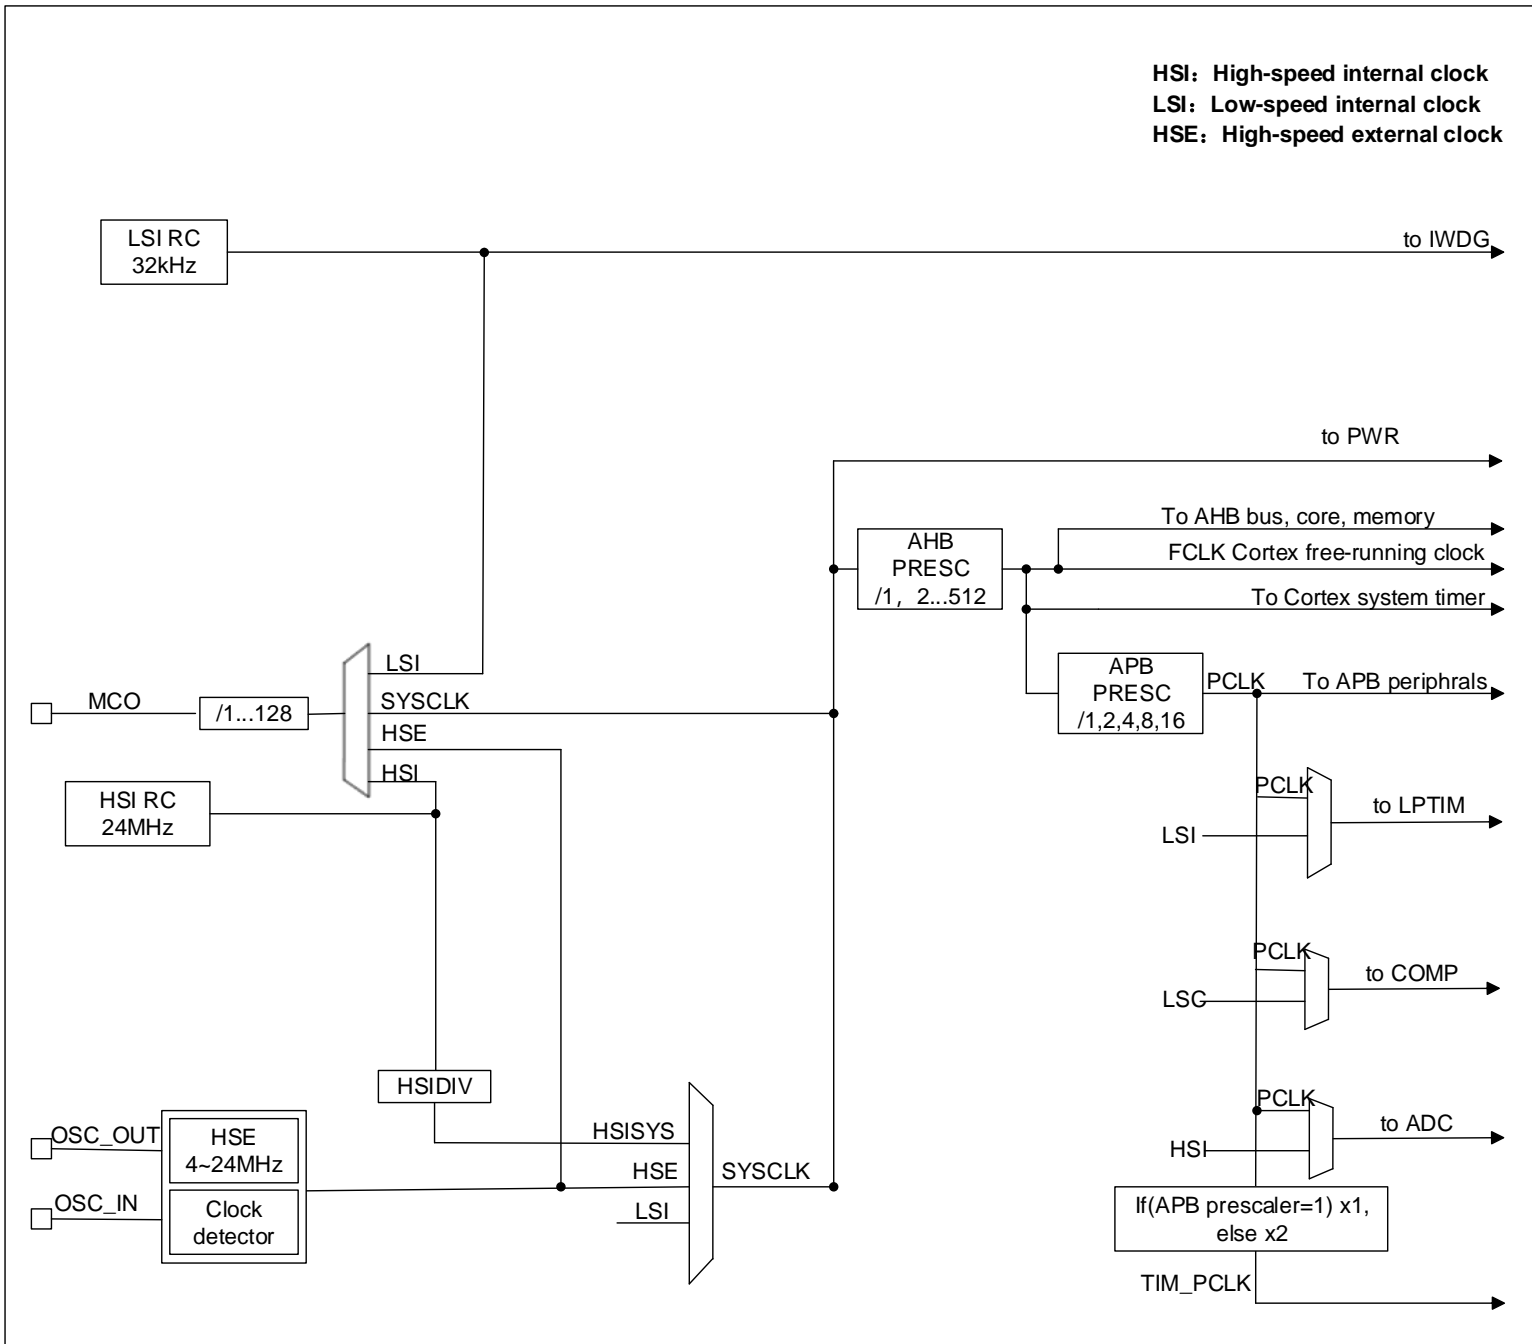 HSI：High-speed internal clock
LSI：Low-speed internal clock
HSE：High-speed external clock
LSI RC
32kHz
to IWDG
to PWR
To AHB bus, core, memory
AHB
PRESC
/1，2...512
FCLK Cortex free-running clock
To Cortex system timer
LSI
APB
PRESC
/1,2,4,8,16
PCLK
To APB periphrals
MCO
/1...128
SYSCLK
HSE
HSI
HSI RC
24MHz
PCLK
to LPTIM
LSI
PCLK
to COMP
LSC
HSIDIV
PCLK
to ADC
HSI
OSC_OUT
HSE
4~24MHz
HSISYS
HSE
SYSCLK
OSC_IN
Clock
detector
LSI
If(APB prescaler=1) x1,
else x2
TIM_PCLK